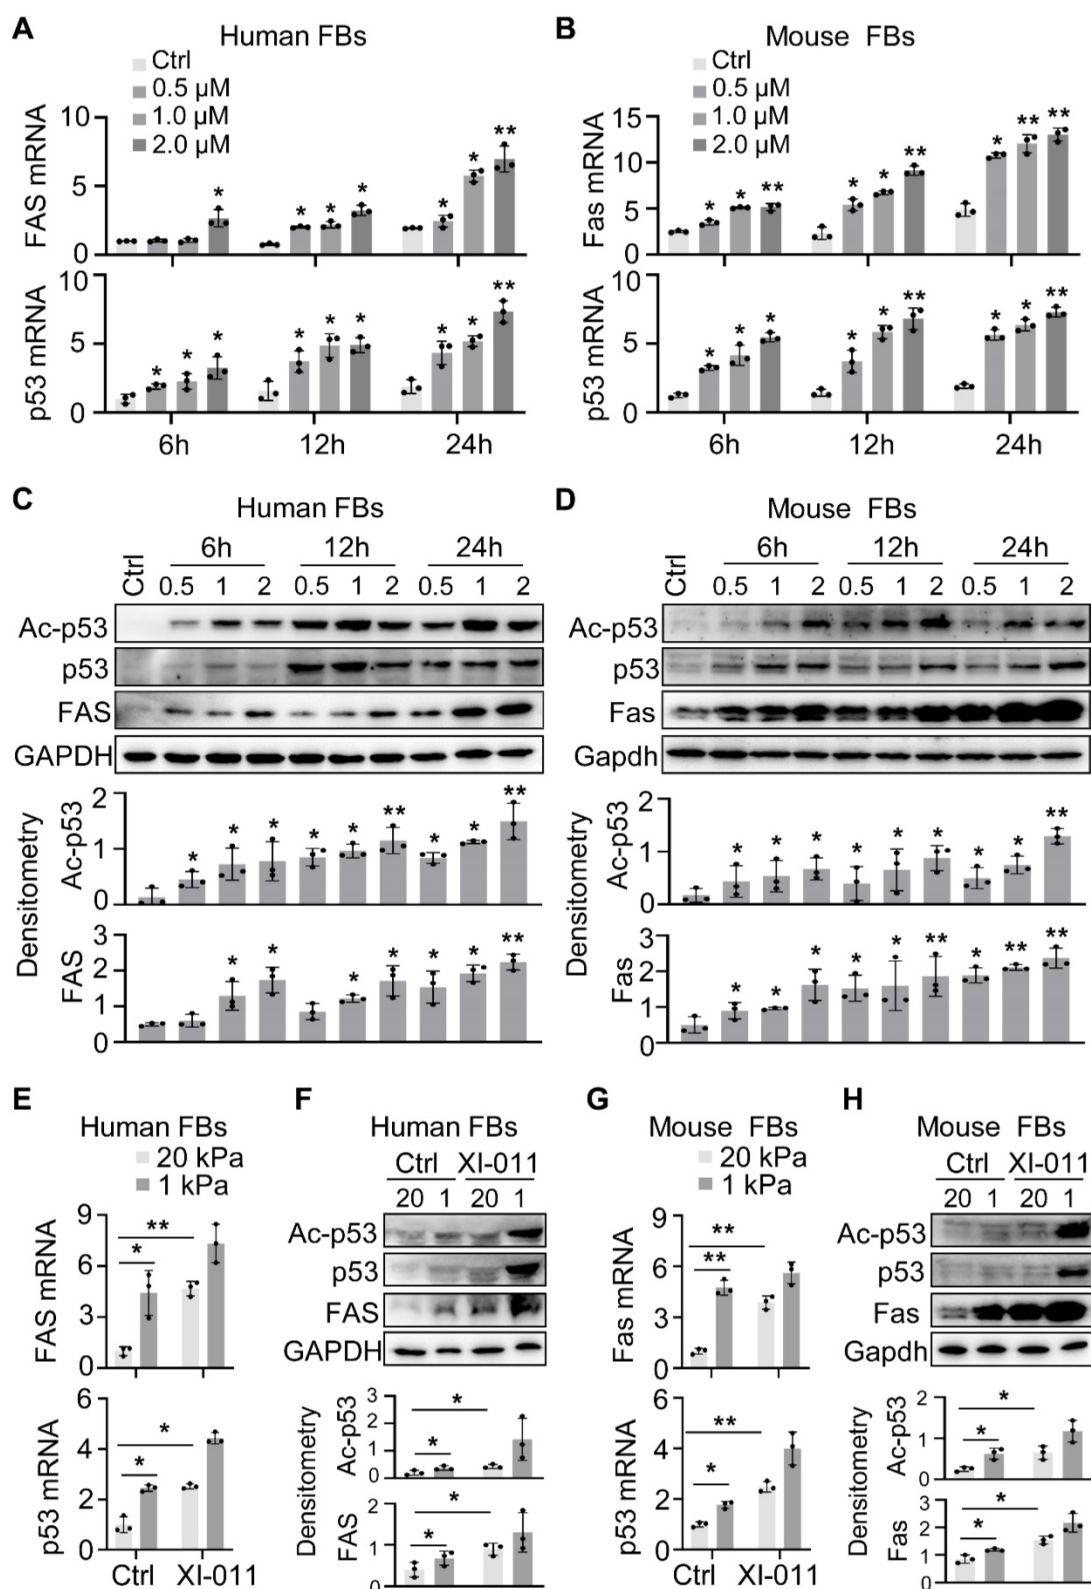 A
Human FBs
Ctrl
0.5 µM
1.0 µM
2.0 µM
FAS mRNA
10
5
0
* * * * * * * **
p53 mRNA
10
5
0
* * * * * * * * **
6h 12h 24h
B
Mouse FBs
Ctrl
0.5 µM
1.0 µM
2.0 µM
Fas mRNA
15
10
5
0
* * ** * * ** * ** **
p53 mRNA
10
5
0
* * * * * ** * * **
6h 12h 24h
C
Human FBs
Ctrl
6h 12h 24h
0.5 1 2 0.5 1 2 0.5 1 2
Ac-p53
p53
FAS
GAPDH
Densitometry
Ac-p53
2
1
0
* * * * * ** * * **
FAS
3
2
1
0
* * * * * * **
D
Mouse FBs
Ctrl
6h 12h 24h
0.5 1 2 0.5 1 2 0.5 1 2
Ac-p53
p53
Fas
Gapdh
Densitometry
Ac-p53
2
1
0
* * * * * * * * **
Fas
3
2
1
0
* * * * * ** * ** **
E
Human FBs
20 kPa
1 kPa
FAS mRNA
9
6
3
0
**
*
p53 mRNA
6
4
2
0
*
*
Ctrl XI-011
F
Human FBs
Ctrl XI-011
20 1 20 1
Ac-p53
p53
FAS
GAPDH
Densitometry
Ac-p53
3
2
1
0
*
*
FAS
2
1
0
*
*
Ctrl XI-011
G
Mouse FBs
20 kPa
1 kPa
Fas mRNA
9
6
3
0
**
**
p53 mRNA
6
4
2
0
**
*
H
Mouse FBs
Ctrl XI-011
20 1 20 1
Ac-p53
p53
Fas
Gapdh
Densitometry
Ac-p53
2
1
0
*
*
Fas
3
2
1
0
*
*